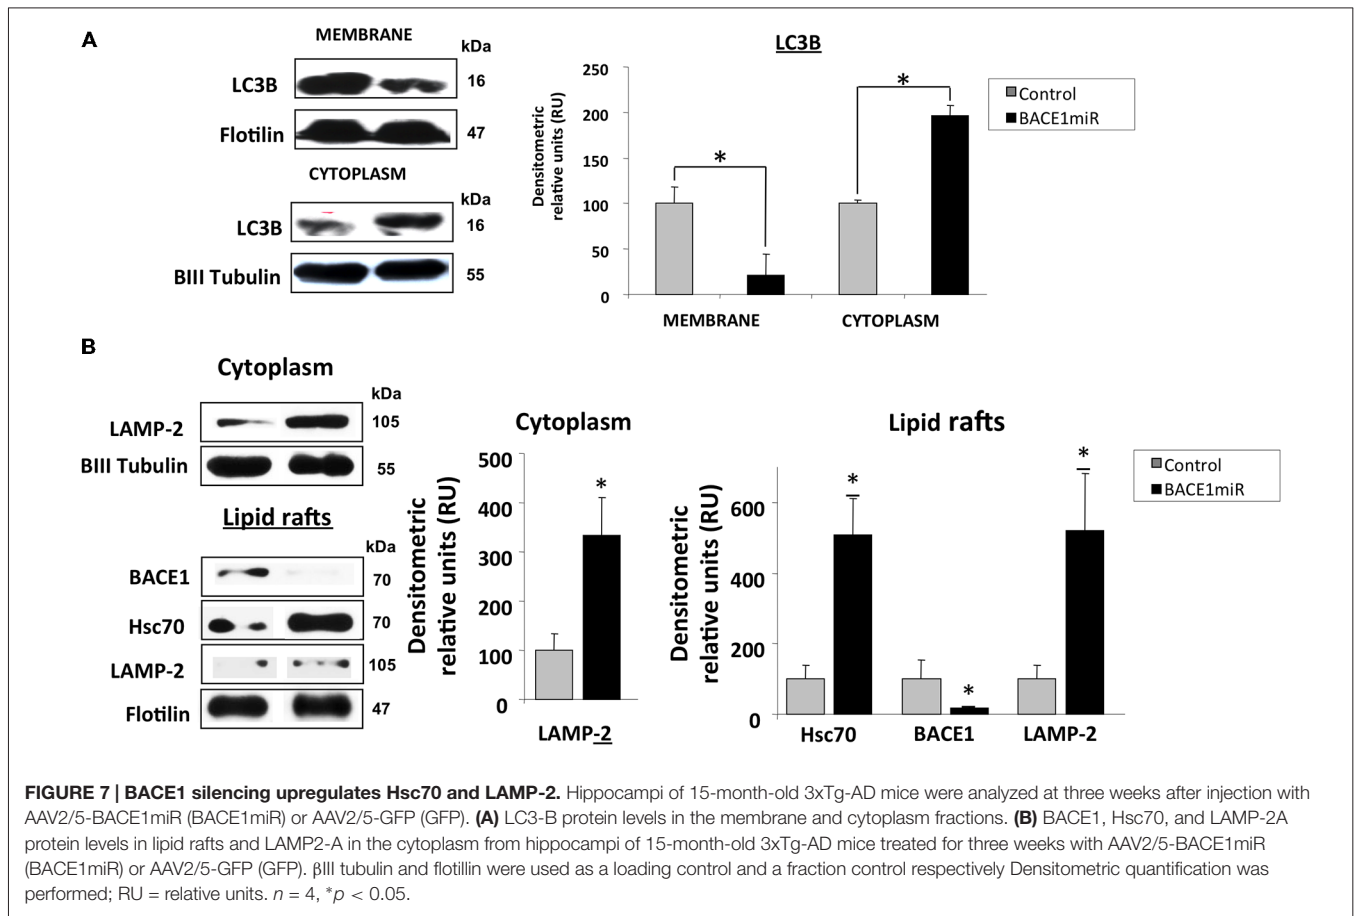 A
MEMBRANE
kDa
LC3B
16
Flotilin
47
CYTOPLASM
kDa
LC3B
16
BIII Tubulin
55
LC3B
Densitometric
relative units (RU)
250
200
150
100
50
0
*
*
MEMBRANE
CYTOPLASM
Control
BACE1miR
B
Cytoplasm
kDa
LAMP-2
105
BIII Tubulin
55
Lipid rafts
kDa
BACE1
70
Hsc70
70
LAMP-2
105
Flotilin
47
Cytoplasm
Densitometric
relative units (RU)
500
400
300
200
100
0
*
LAMP-2
Lipid rafts
Densitometric
relative units (RU)
600
400
200
0
*
*
*
Hsc70
BACE1
LAMP-2
Control
BACE1miR
FIGURE 7 | BACE1 silencing upregulates Hsc70 and LAMP-2. Hippocampi of 15-month-old 3xTg-AD mice were analyzed at three weeks after injection with
AAV2/5-BACE1miR (BACE1miR) or AAV2/5-GFP (GFP). (A) LC3-B protein levels in the membrane and cytoplasm fractions. (B) BACE1, Hsc70, and LAMP-2A
protein levels in lipid rafts and LAMP2-A in the cytoplasm from hippocampi of 15-month-old 3xTg-AD mice treated for three weeks with AAV2/5-BACE1miR
(BACE1miR) or AAV2/5-GFP (GFP). βIII tubulin and flotillin were used as a loading control and a fraction control respectively Densitometric quantification was
performed; RU = relative units. n = 4, *p < 0.05.